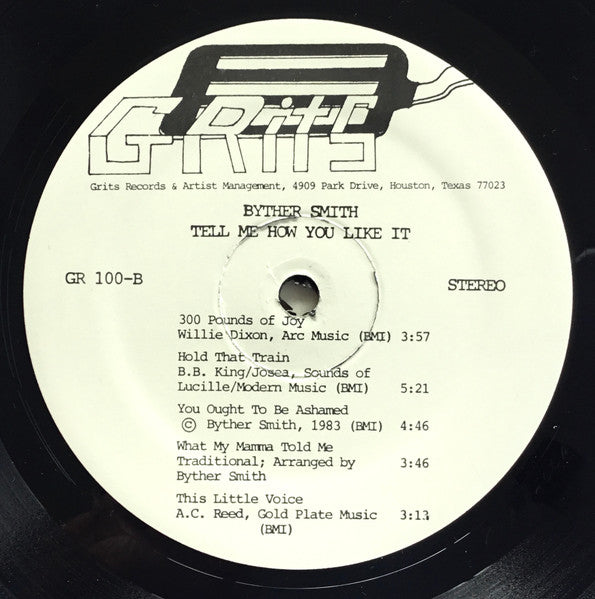 GRitS
Grits Records & Artist Management, 4909 Park Drive, Houston, Texas 77023
BYTHER SMITH
TELL ME HOW YOU LIKE IT
GR 100-B STEREO
300 Pounds of Joy
Willie Dixon, Arc Music (BMI) 3:57
Hold That Train
B.B. King/Josea, Sounds of
Lucille/Modern Music (BMI) 5:21
You Ought To Be Ashamed
© Byther Smith, 1983 (BMI) 4:46
What My Mamma Told Me
Traditional; Arranged by 3:46
Byther Smith
This Little Voice
A.C. Reed, Gold Plate Music 3:13
(BMI)